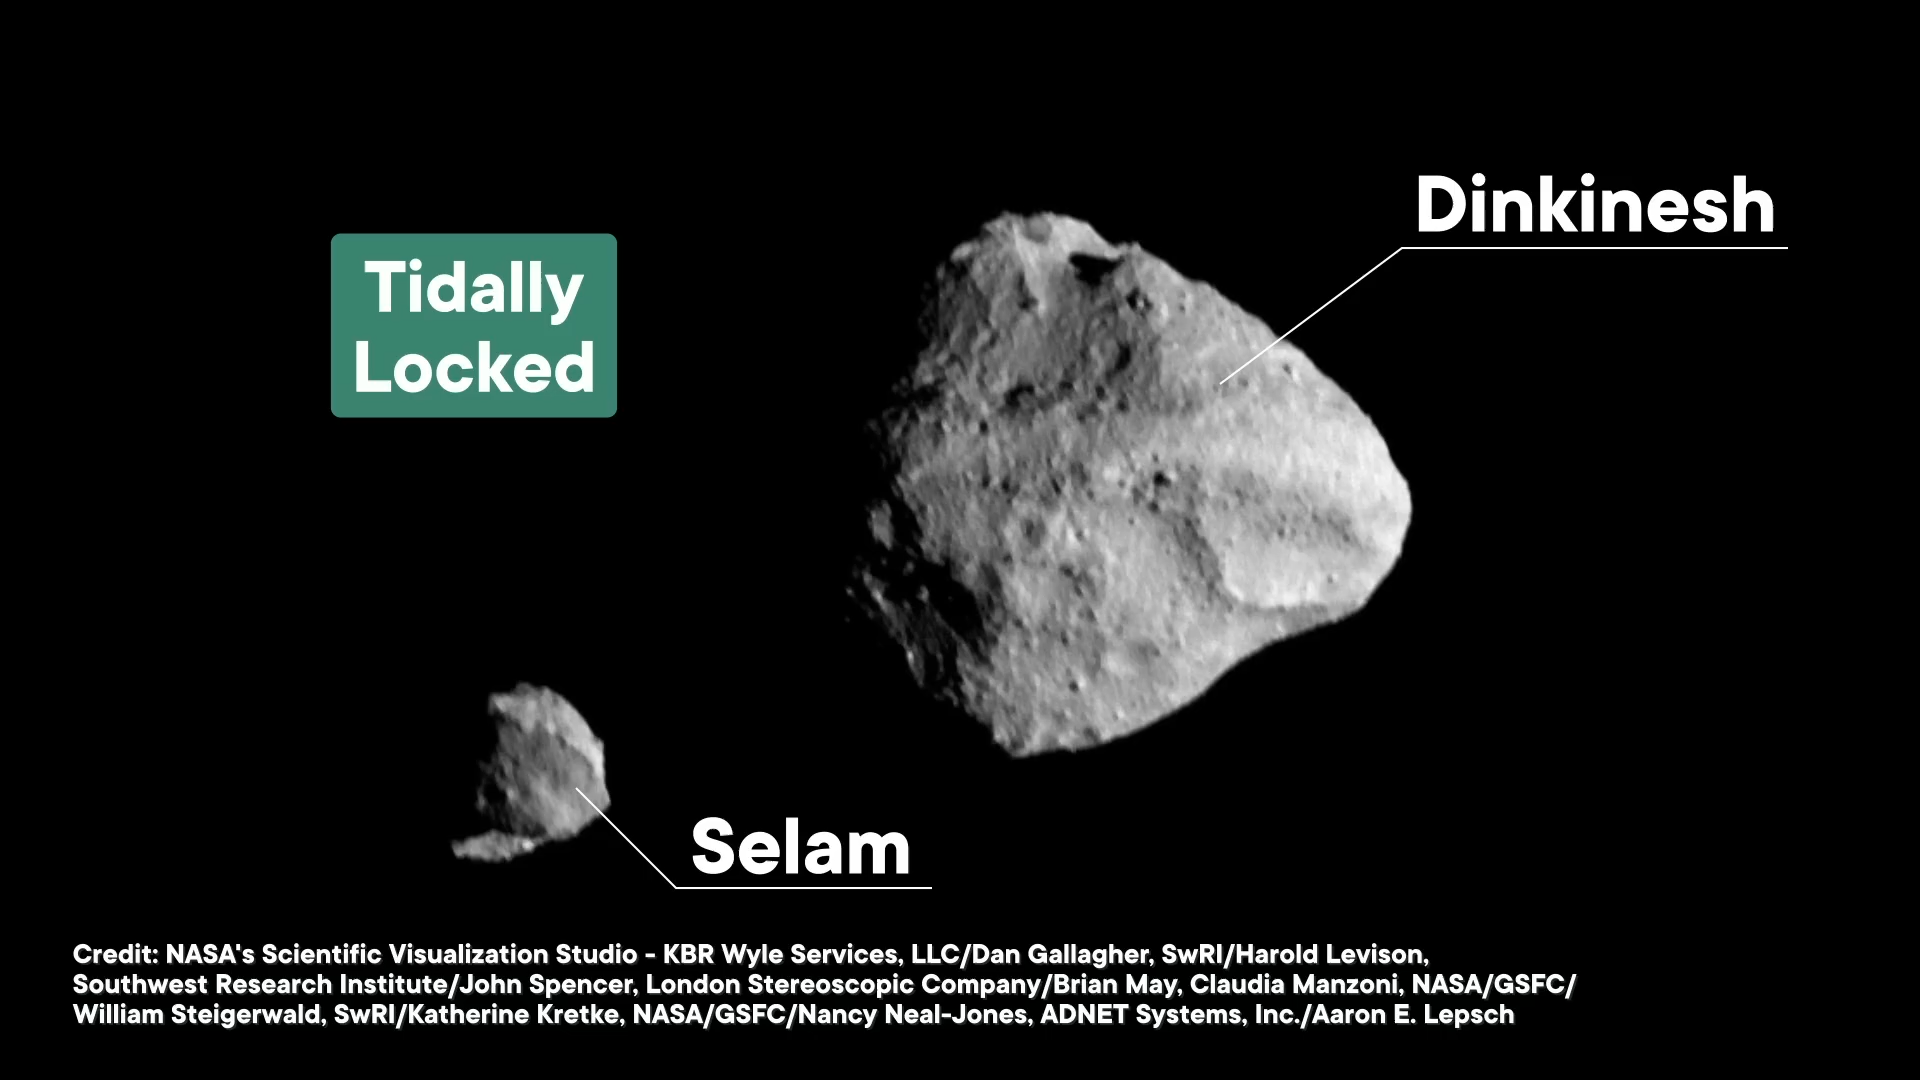 Dinkinesh
Tidally
Locked
Selam
Credit: NASA's Scientific Visualization Studio - KBR Wyle Services, LLC/Dan Gallagher, SwRI/Harold Levison,
Southwest Research Institute/John Spencer, London Stereoscopic Company/Brian May, Claudia Manzoni, NASA/GSFC/
William Steigerwald, SwRI/Katherine Kretke, NASA/GSFC/Nancy Neal-Jones, ADNET Systems, Inc./Aaron E. Lepsch